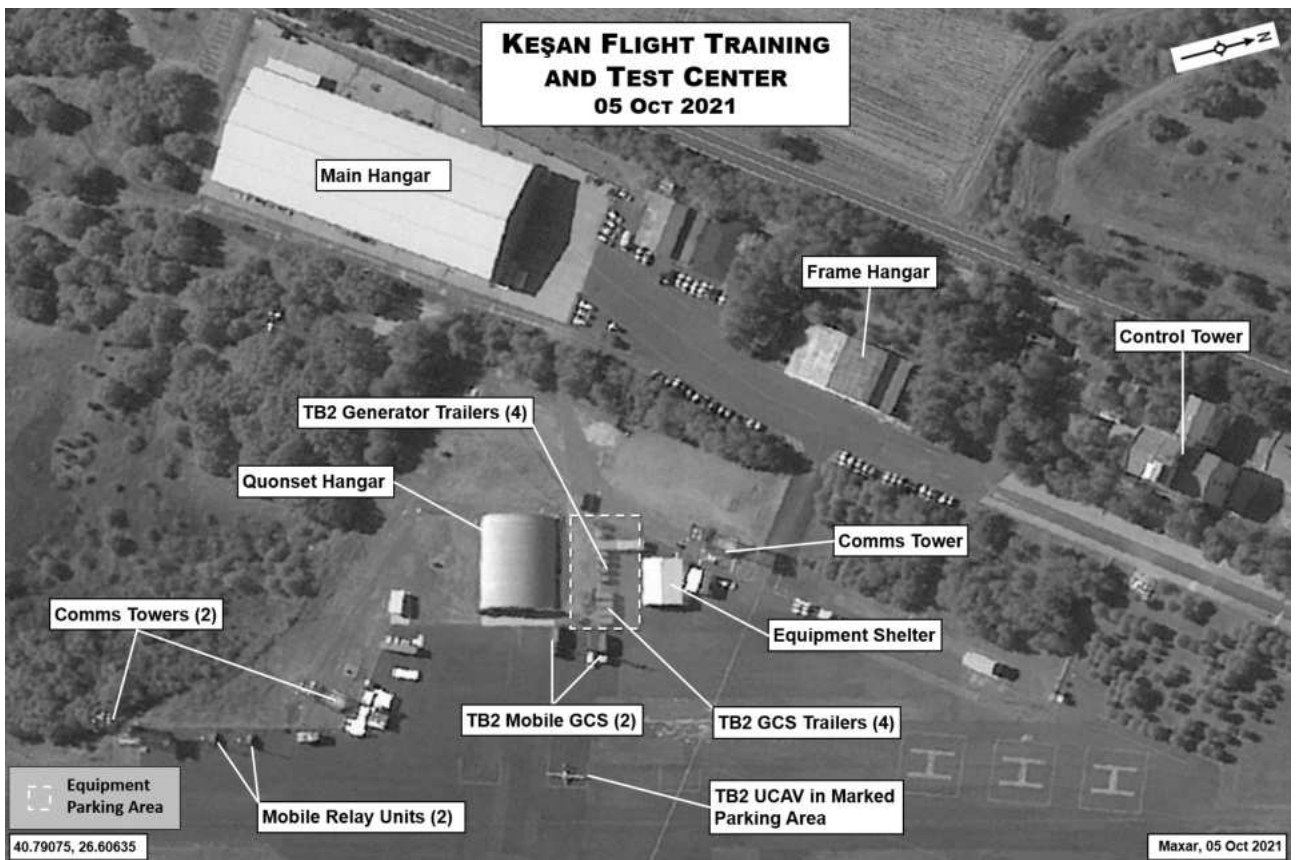 KEŞAN FLIGHT TRAINING
AND TEST CENTER
05 OCT 2021
N
Main Hangar
Frame Hangar
Control Tower
TB2 Generator Trailers (4)
Quonset Hangar
Comms Tower
Comms Towers (2)
Equipment Shelter
TB2 Mobile GCS (2)
TB2 GCS Trailers (4)
Equipment
Parking Area
Mobile Relay Units (2)
TB2 UCAV in Marked
Parking Area
H
H
H
40.79075, 26.60635
Maxar, 05 Oct 2021